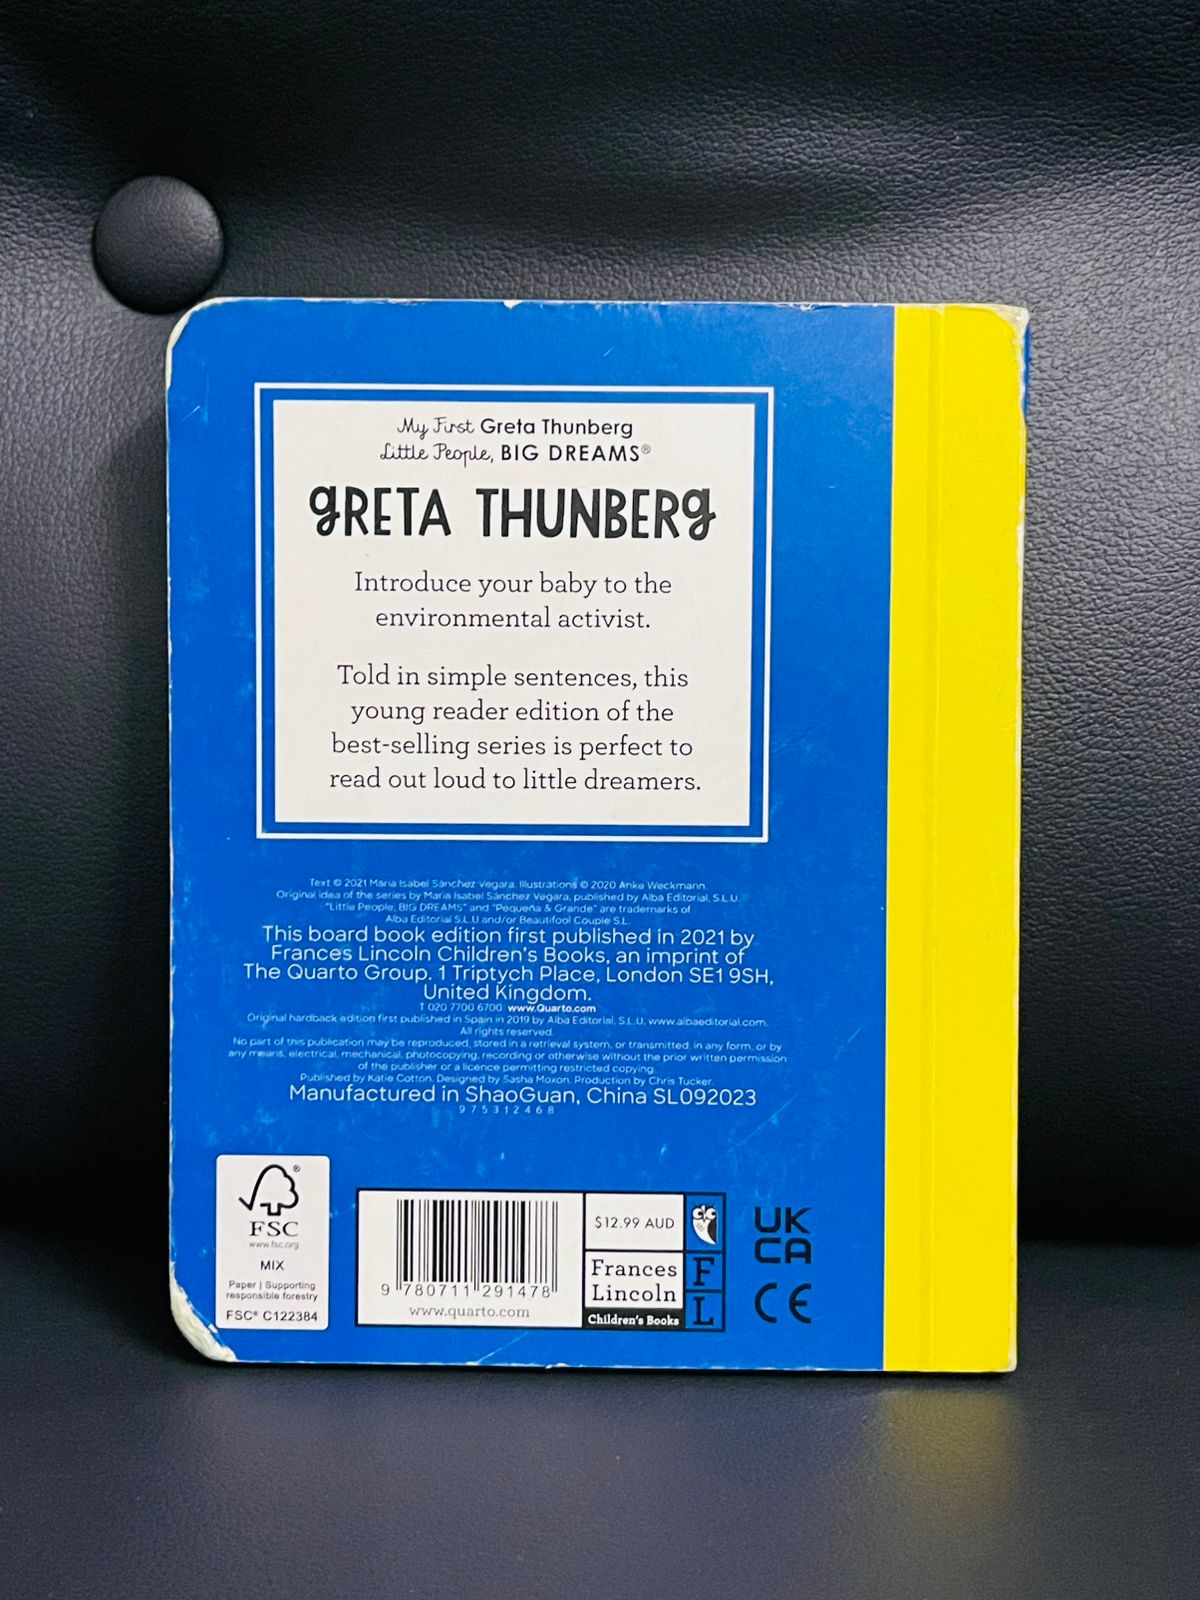 My First Greta Thunberg
Little People, BIG DREAMS®
gRETA THUNBERg
Introduce your baby to the
environmental activist.
Told in simple sentences, this
young reader edition of the
best-selling series is perfect to
read out loud to little dreamers.
Text © 2021 Maria Isabel Sánchez Vegara. Illustrations © 2020 Anke Weckmann.
Original idea of the series by Maria Isabel Sánchez Vegara, published by Alba Editorial, S.L.U.
"Little People, BIG DREAMS" and "Pequeña & Grande" are trademarks of
Alba Editorial S.L.U and/or Beautifool Couple S.L.
This board book edition first published in 2021 by
Frances Lincoln Children's Books, an imprint of
The Quarto Group. 1 Triptych Place, London SE1 9SH,
United Kingdom.
T 020 7700 6700 www.Quarto.com
Original hardback edition first published in Spain in 2019 by Alba Editorial, S.L.U. www.albaeditorial.com.
All rights reserved.
No part of this publication may be reproduced, stored in a retrieval system, or transmitted, in any form, or by
any means, electrical, mechanical, photocopying, recording or otherwise without the prior written permission
of the publisher or a licence permitting restricted copying.
Published by Katie Cotton. Designed by Sasha Moxon. Production by Chris Tucker.
Manufactured in ShaoGuan, China SL092023
9 7 5 3 1 2 4 6 8
FSC
®
www.fsc.org
MIX
Paper | Supporting
responsible forestry
FSC® C122384
9 780711 291478
www.quarto.com
$12.99 AUD
Frances
Lincoln
Children's Books
F
L
UK
CA
CE